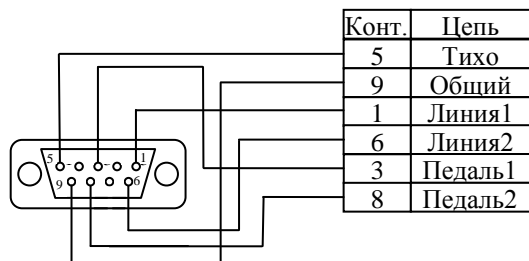 Конт. Цепь
5 Тихо
9 Общий
1 Линия1
6 Линия2
3 Педаль1
8 Педаль2
5 1
9 6